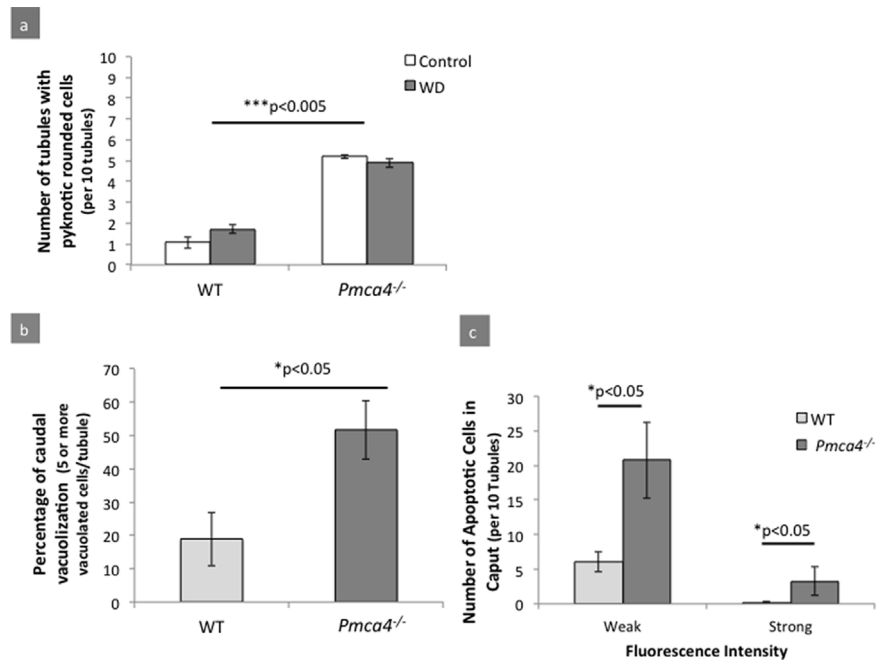 a
Number of tubules with
pyknotic rounded cells
(per 10 tubules)
10
9
8
7
6
5
4
3
2
1
0
***p<0.005
Control
WD
WT
Pmca4-/-
b
Percentage of caudal
vacuolization (5 or more
vacuolated cells/tubule)
70
60
50
40
30
20
10
0
*p<0.05
WT
Pmca4-/-
c
Number of Apoptotic Cells in
Caput (per 10 Tubules)
30
25
20
15
10
5
0
*p<0.05
*p<0.05
WT
Pmca4-/-
Weak
Strong
Fluorescence Intensity